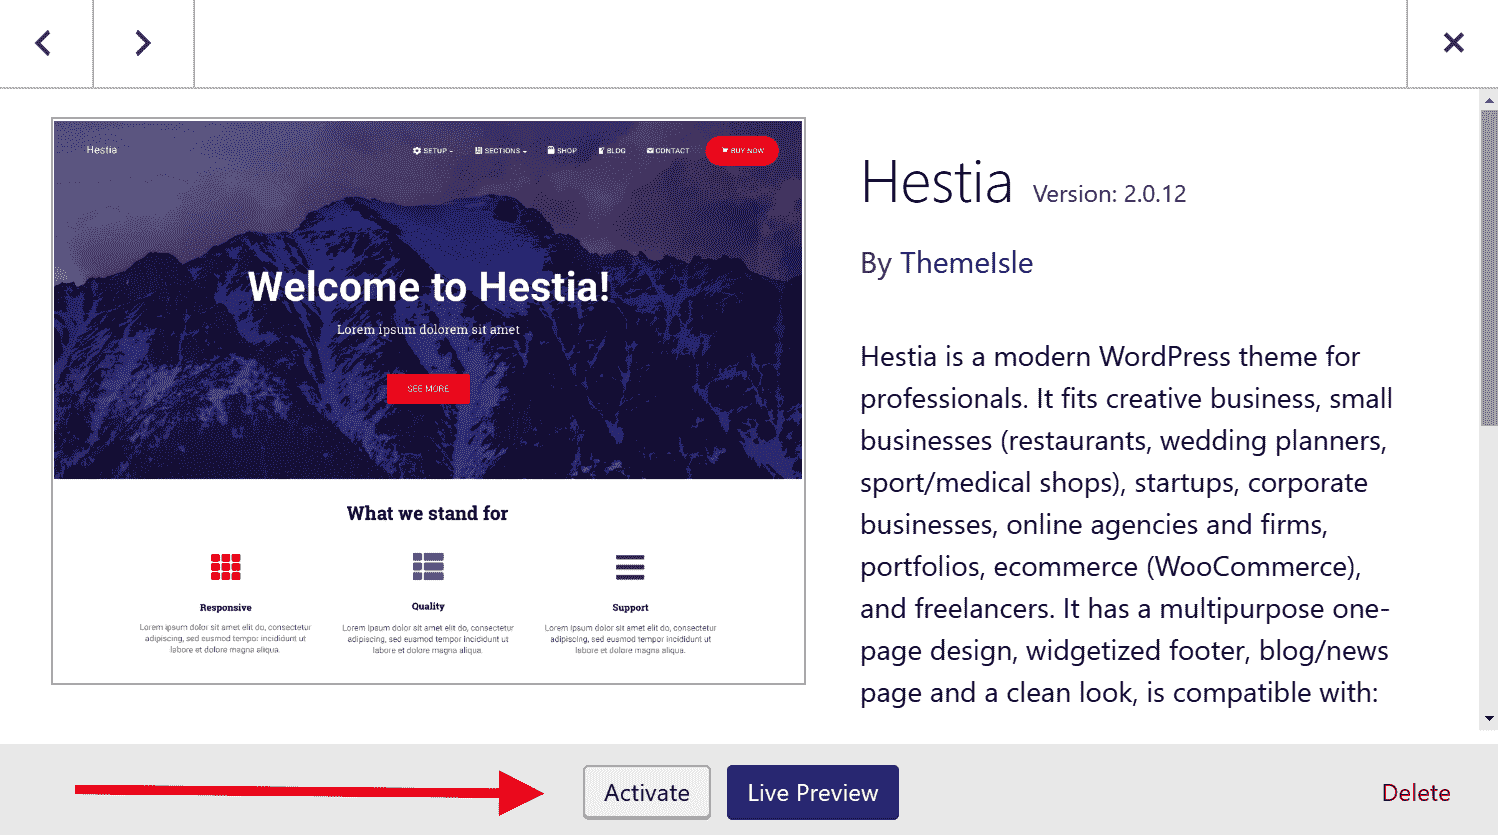 Hestia
SETUP
SECTIONS
SHOP
BLOG
CONTACT
BUY NOW
Welcome to Hestia!
Lorem ipsum dolorem sit amet
SEE MORE
What we stand for
Responsive
Lorem ipsum dolor sit amet elit do, consectetur
adipiscing, sed eusmod tempor incididunt ut
labore et dolore magna aliqua.
Quality
Lorem ipsum dolor sit amet elit do, consectetur
adipiscing, sed eusmod tempor incididunt ut
labore et dolore magna aliqua.
Support
Lorem ipsum dolor sit amet elit do, consectetur
adipiscing, sed eusmod tempor incididunt ut
labore et dolore magna aliqua.
Hestia Version: 2.0.12
By ThemeIsle
Hestia is a modern WordPress theme for
professionals. It fits creative business, small
businesses (restaurants, wedding planners,
sport/medical shops), startups, corporate
businesses, online agencies and firms,
portfolios, ecommerce (WooCommerce),
and freelancers. It has a multipurpose one-
page design, widgetized footer, blog/news
page and a clean look, is compatible with:
Activate
Live Preview
Delete